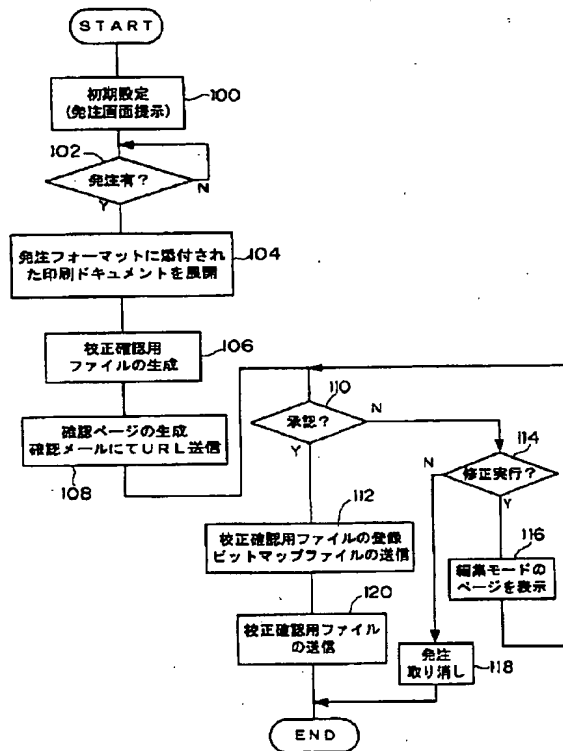 START
初期設定
(発注画面提示)
100
102
発注有?
N
Y
発注フォーマットに添付され
た印刷ドキュメントを展開
104
校正確認用
ファイルの生成
106
確認ページの生成
確認メールにてURL送信
108
110
承認?
N
Y
114
修正実行?
N
Y
112
校正確認用ファイルの登録
ビットマップファイルの送信
116
編集モードの
ページを表示
120
校正確認用ファイル
の送信
発注
取り消し
118
END